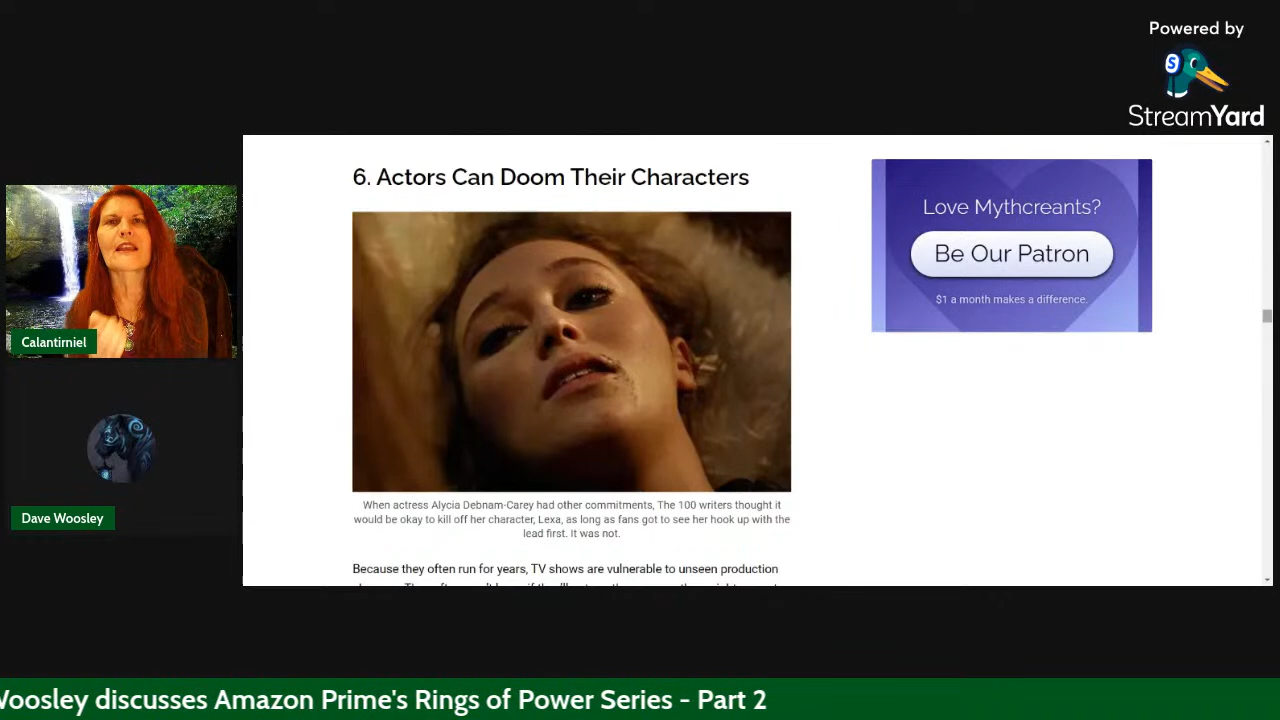 Powered by
S
StreamYard
6. Actors Can Doom Their Characters
Love Mythcreants?
Be Our Patron
$1 a month makes a difference.
Calantirniel
Dave Woosley
When actress Alycia Debnam-Carey had other commitments, The 100 writers thought it
would be okay to kill off her character, Lexa, as long as fans got to see her hook up with the
lead first. It was not.
Because they often run for years, TV shows are vulnerable to unseen production
Woosley discusses Amazon Prime's Rings of Power Series - Part 2